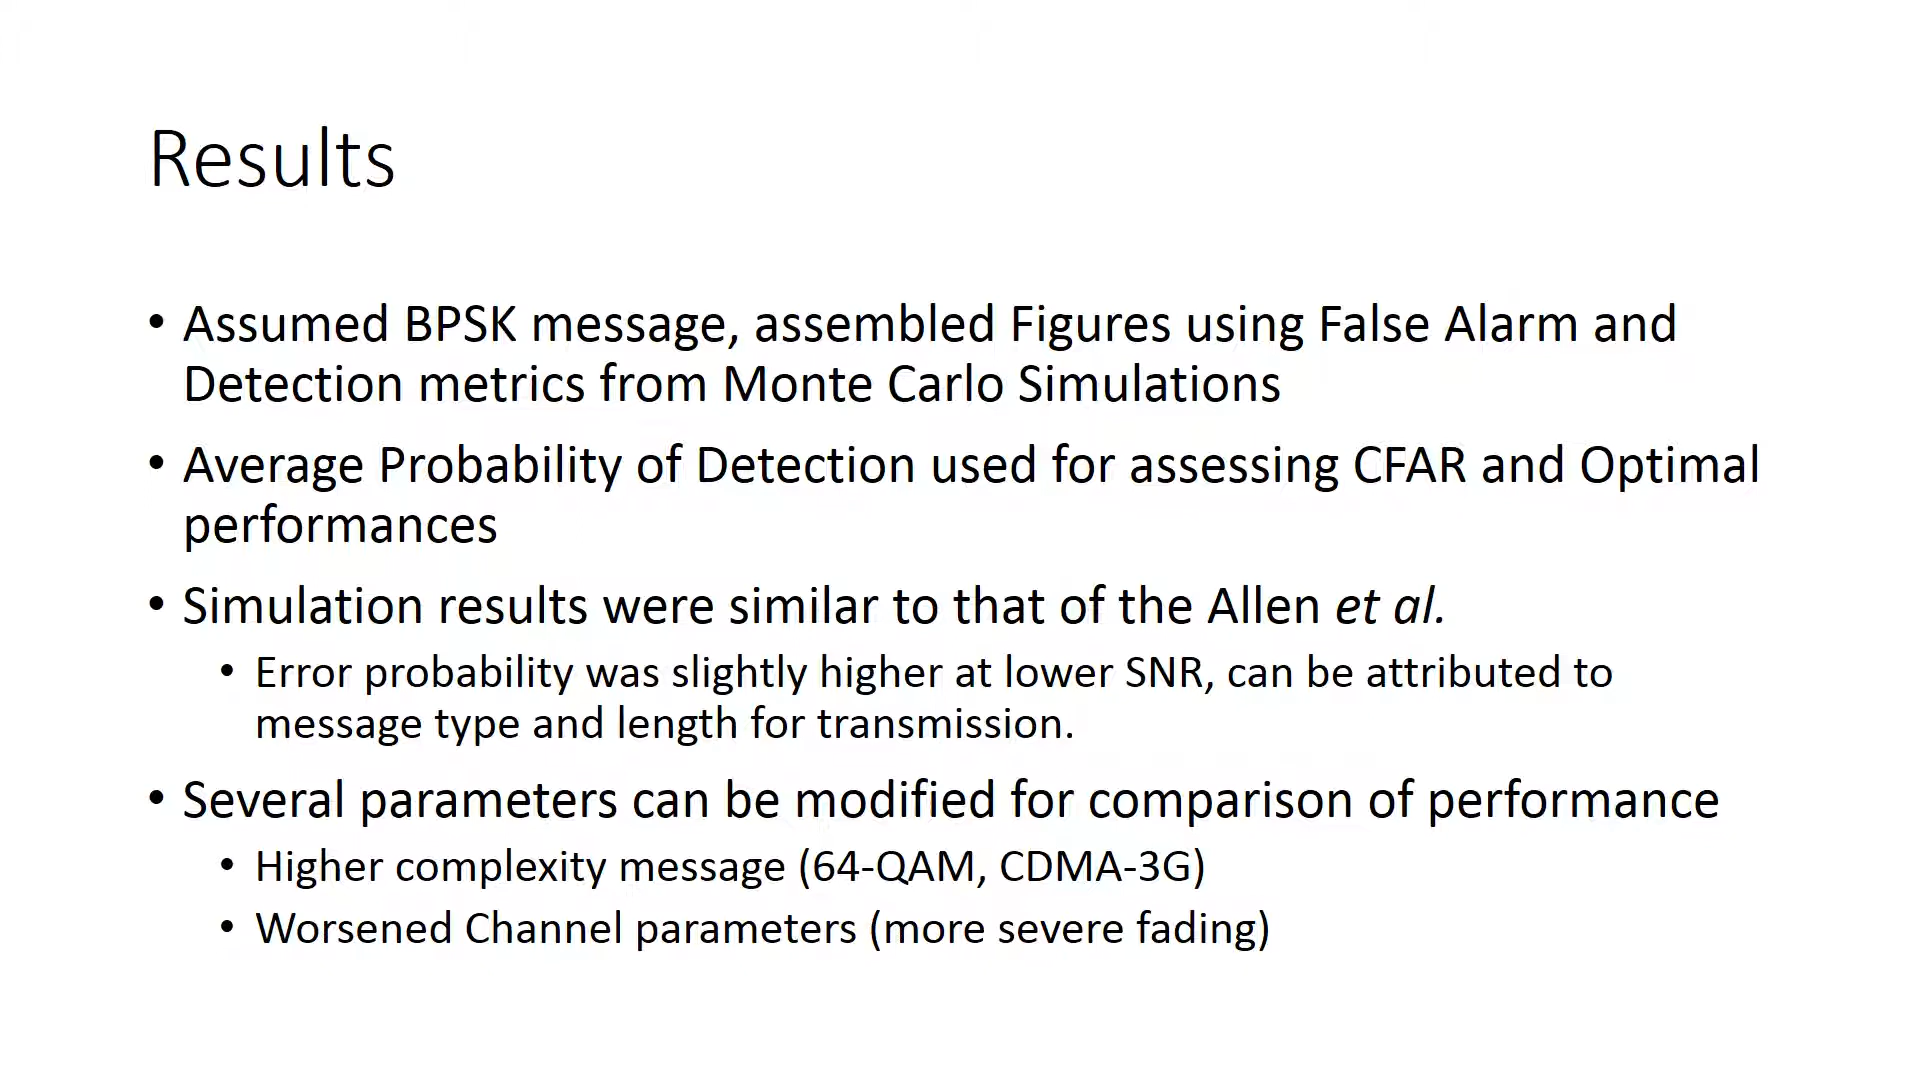 Results
• Assumed BPSK message, assembled Figures using False Alarm and
Detection metrics from Monte Carlo Simulations
• Average Probability of Detection used for assessing CFAR and Optimal
performances
• Simulation results were similar to that of the Allen et al.
• Error probability was slightly higher at lower SNR, can be attributed to
message type and length for transmission.
• Several parameters can be modified for comparison of performance
• Higher complexity message (64-QAM, CDMA-3G)
• Worsened Channel parameters (more severe fading)